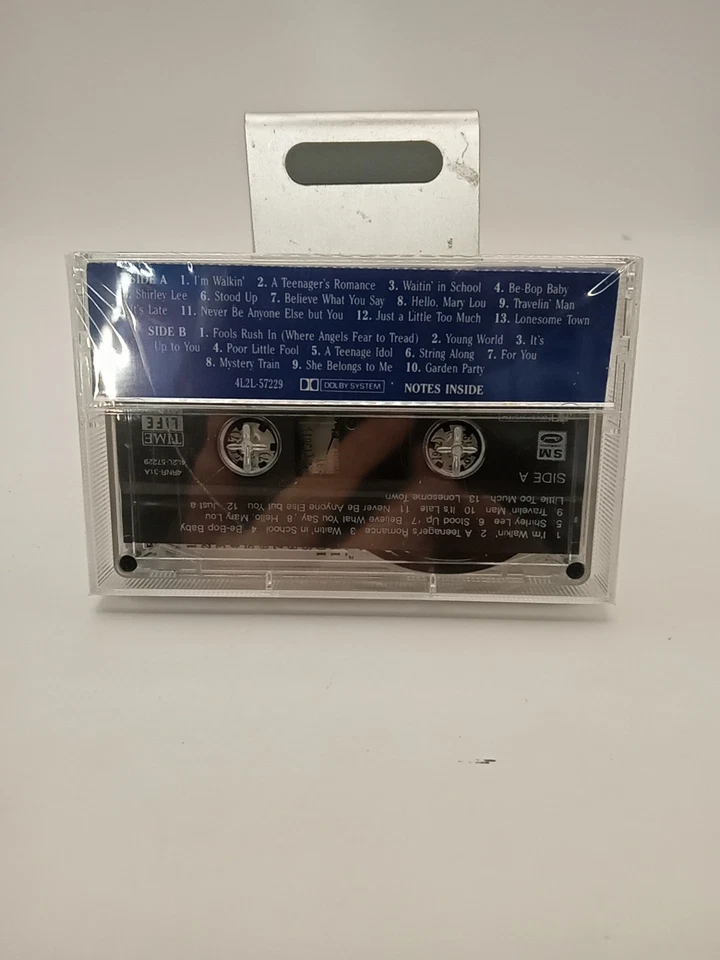 SIDE A 1. I'm Walkin' 2. A Teenager's Romance 3. Waitin' in School 4. Be-Bop Baby
Shirley Lee 6. Stood Up 7. Believe What You Say 8. Hello, Mary Lou 9. Travelin' Man
It's Late 11. Never Be Anyone Else but You 12. Just a Little Too Much 13. Lonesome Town
SIDE B 1. Fools Rush In (Where Angels Fear to Tread) 2. Young World 3. It's
Up to You 4. Poor Little Fool 5. A Teenage Idol 6. String Along 7. For You
8. Mystery Train 9. She Belongs to Me 10. Garden Party
4L2L-57229 DOLBY SYSTEM NOTES INSIDE
TIME
LIFE
4L2L-57229
4RNR-31A
SM
SIDE A
1 I'm Walkin' 2 A Teenager's Romance 3 Waitin' in School 4 Be-Bop Baby
5 Shirley Lee 6 Stood Up 7 Believe What You Say 8 Hello, Mary Lou
9 Travelin' Man 10 It's Late 11 Never Be Anyone Else but You 12 Just a
Little Too Much 13 Lonesome Town